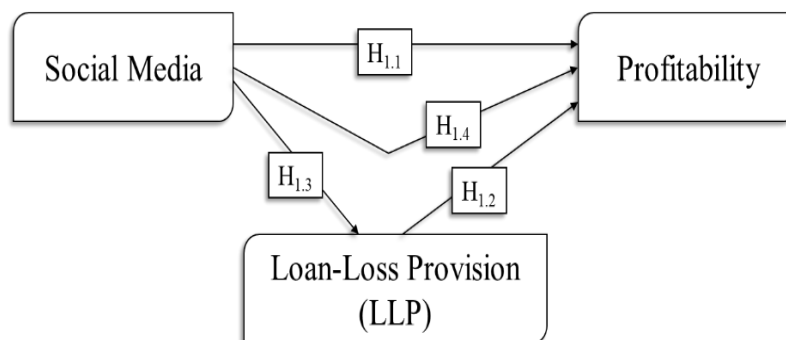 Social Media
H1.1
Profitability
H1.4
H1.3
H1.2
Loan-Loss Provision
(LLP)